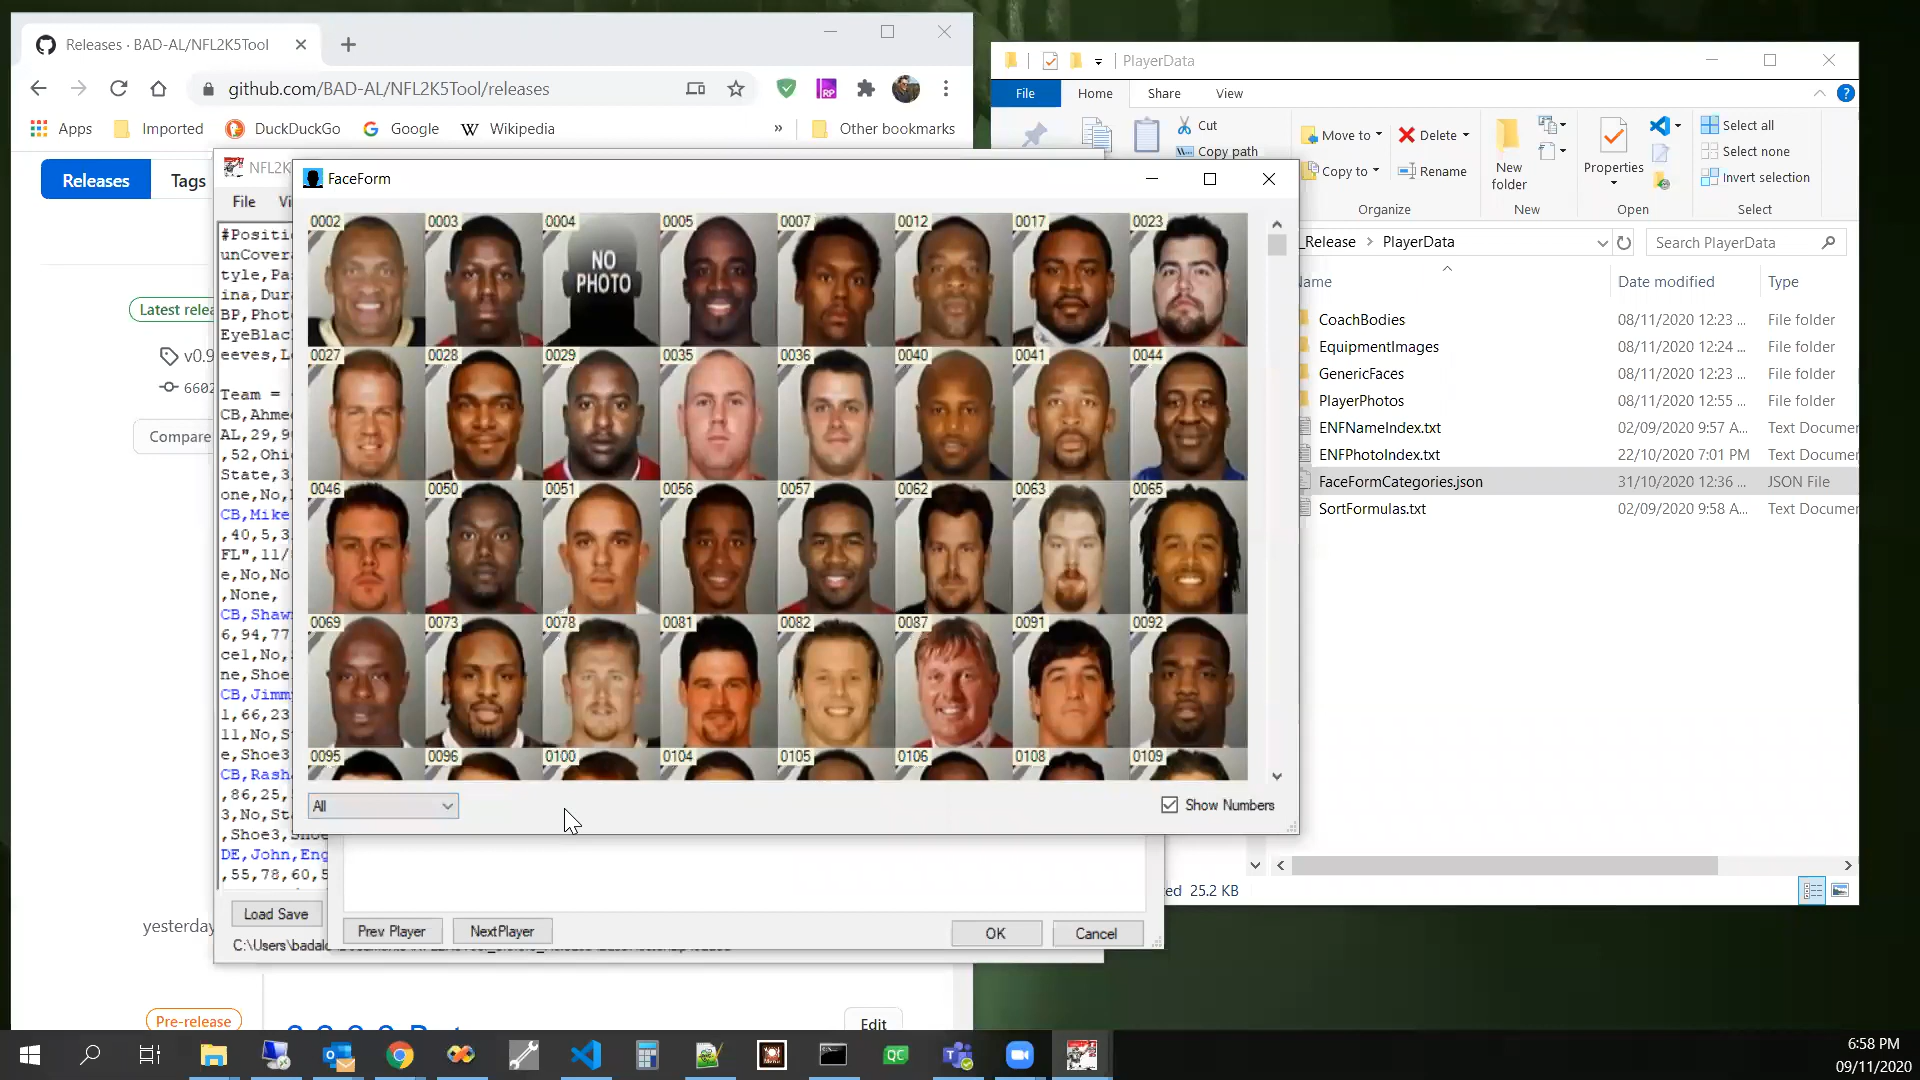 Releases · BAD-AL/NFL2K5Tool
github.com/BAD-AL/NFL2K5Tool/releases
Apps
Imported
DuckDuckGo
Google
Wikipedia
»
Other bookmarks
Releases
Tags
Latest
v0.9
6602
Compare
yesterday
Pre-release
Edit
File
#Positi
unCovera
tyle,Pa
ina,Dura
BP,Photo
EyeBlac
eeves,L
Team =
CB,Ahme
AL,29,9
,52,Ohi
State,3
one,No,
CB,Mike
,40,5,3
FL",11/
e,No,No
,None,
CB,Shaw
6,94,77
cel,No,
ne,Shoe
CB,Jimm
1,66,23
11,No,S
e,Shoe3
CB,Rash
,86,25,
3,No,St
,Shoe3,Shoe
DE,John,Eng
,55,78,60,5
Load Save
FaceForm
0002 0003 0004 0005 0007 0012 0017 0023
NO
PHOTO
0027 0028 0029 0035 0036 0040 0041 0044
0046 0050 0051 0056 0057 0062 0063 0065
0069 0073 0078 0081 0082 0087 0091 0092
0095 0096 0100 0104 0105 0106 0108 0109
All
Show Numbers
Prev Player
NextPlayer
OK
Cancel
PlayerData
File
Home
Share
View
Cut
Copy path
Move to
Copy to
Delete
Rename
New
folder
Properties
Select all
Select none
Invert selection
Organize
New
Open
Select
_Release
PlayerData
Search PlayerData
Date modified
Type
CoachBodies 08/11/2020 12:23 ... File folder
EquipmentImages 08/11/2020 12:24 ... File folder
GenericFaces 08/11/2020 12:23 ... File folder
PlayerPhotos 08/11/2020 12:55 ... File folder
ENFNameIndex.txt 02/09/2020 9:57 A... Text Documer
ENFPhotoIndex.txt 22/10/2020 7:01 PM Text Documer
FaceFormCategories.json 31/10/2020 12:36 ... JSON File
SortFormulas.txt 02/09/2020 9:58 A... Text Documer
25.2 KB
QC
6:58 PM
09/11/2020